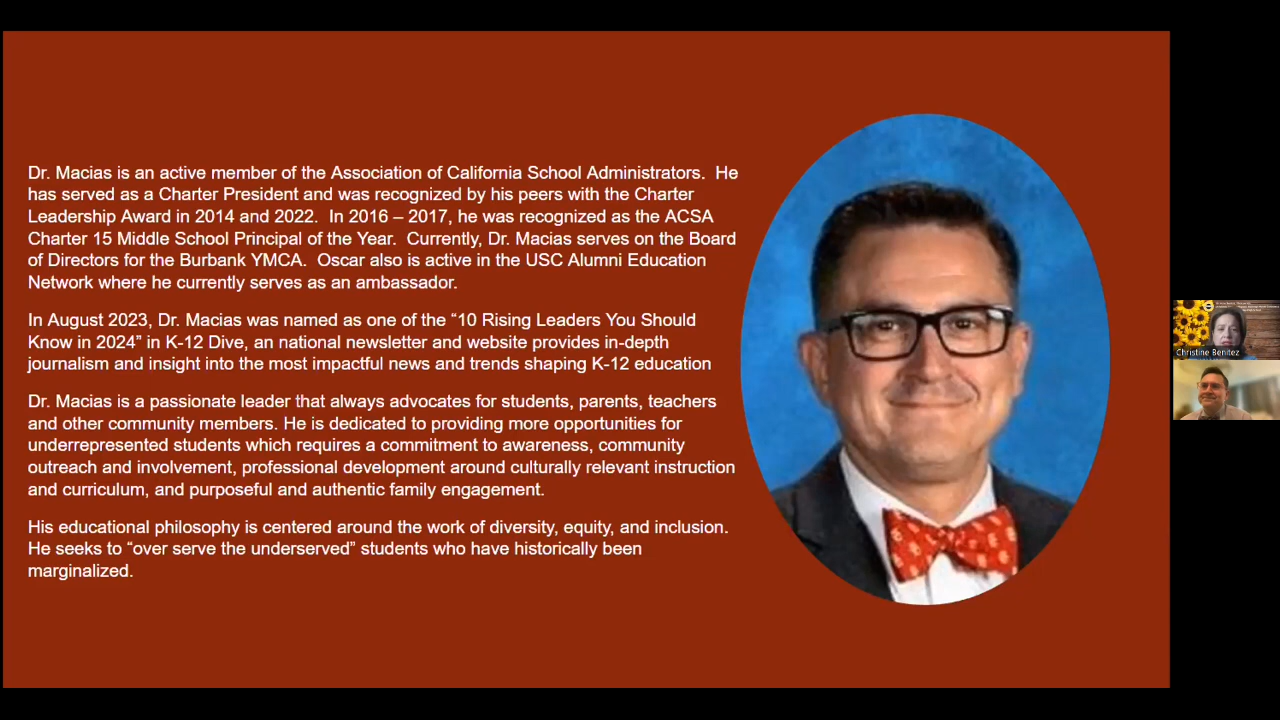 Dr. Macias is an active member of the Association of California School Administrators.  He
has served as a Charter President and was recognized by his peers with the Charter
Leadership Award in 2014 and 2022.  In 2016 – 2017, he was recognized as the ACSA
Charter 15 Middle School Principal of the Year.  Currently, Dr. Macias serves on the Board
of Directors for the Burbank YMCA.  Oscar also is active in the USC Alumni Education
Network where he currently serves as an ambassador.
In August 2023, Dr. Macias was named as one of the “10 Rising Leaders You Should
Know in 2024” in K-12 Dive, an national newsletter and website provides in-depth
journalism and insight into the most impactful news and trends shaping K-12 education
Dr. Macias is a passionate leader that always advocates for students, parents, teachers
and other community members. He is dedicated to providing more opportunities for
underrepresented students which requires a commitment to awareness, community
outreach and involvement, professional development around culturally relevant instruction
and curriculum, and purposeful and authentic family engagement.
His educational philosophy is centered around the work of diversity, equity, and inclusion.
He seeks to “over serve the underserved” students who have historically been
marginalized.
Christine Benitez